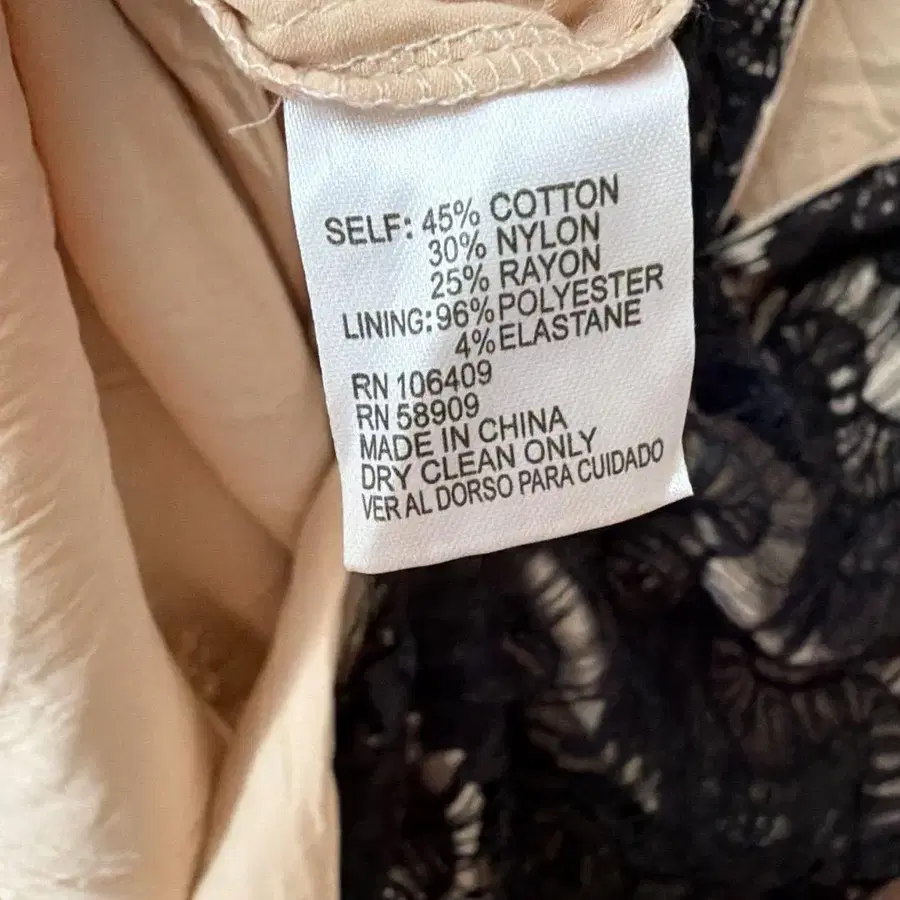 SELF: 45% COTTON
30% NYLON
25% RAYON
LINING: 96% POLYESTER
4% ELASTANE
RN 106409
RN 58909
MADE IN CHINA
DRY CLEAN ONLY
VER AL DORSO PARA CUIDADO